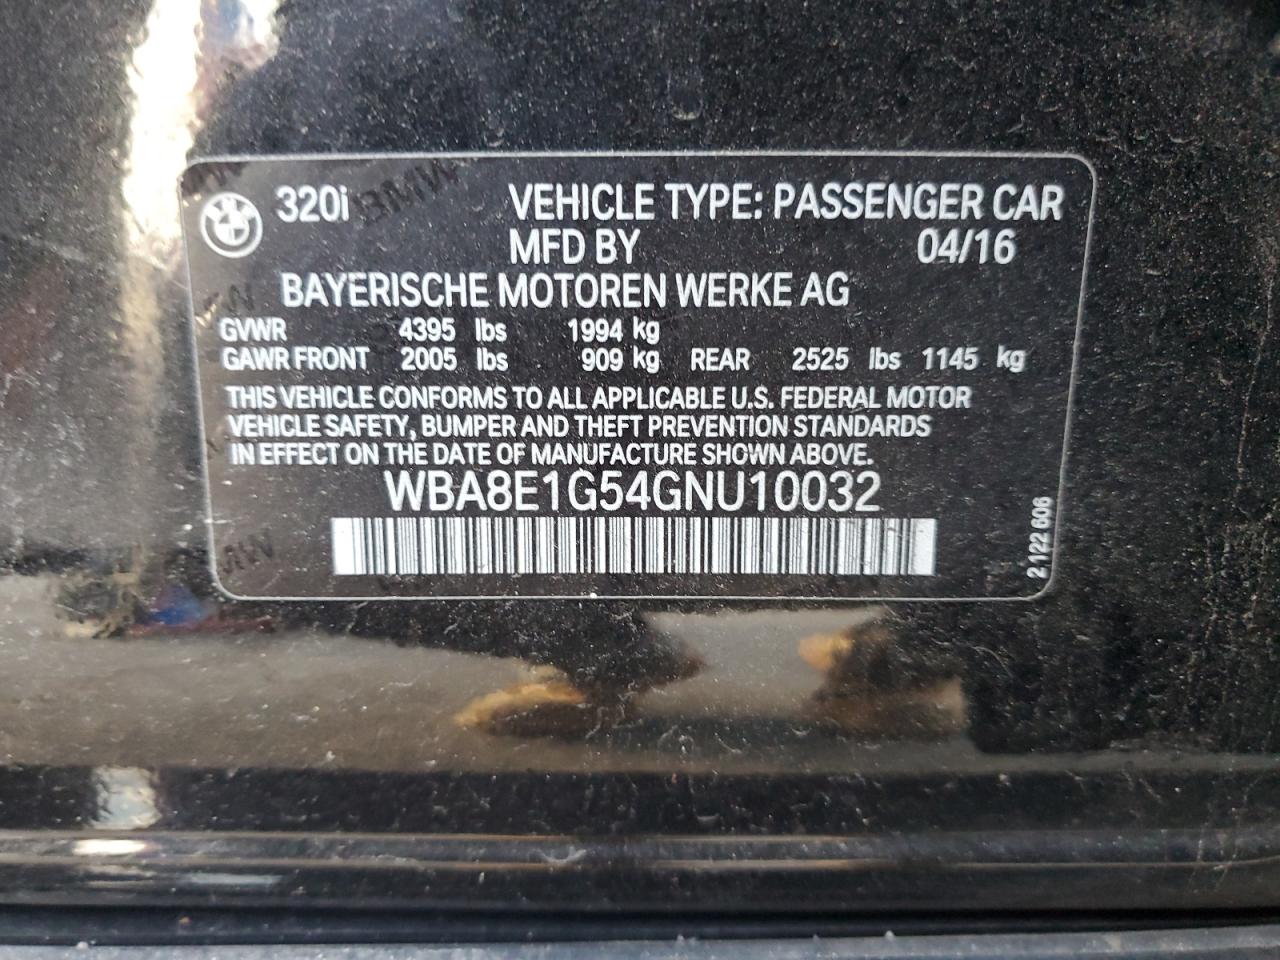 320i VEHICLE TYPE: PASSENGER CAR
MFD BY 04/16
BAYERISCHE MOTOREN WERKE AG
GVWR 4395 lbs 1994 kg
GAWR FRONT 2005 lbs 909 kg REAR 2525 lbs 1145 kg
THIS VEHICLE CONFORMS TO ALL APPLICABLE U.S. FEDERAL MOTOR
VEHICLE SAFETY, BUMPER AND THEFT PREVENTION STANDARDS
IN EFFECT ON THE DATE OF MANUFACTURE SHOWN ABOVE.
WBA8E1G54GNU10032
2.122 606
BMW